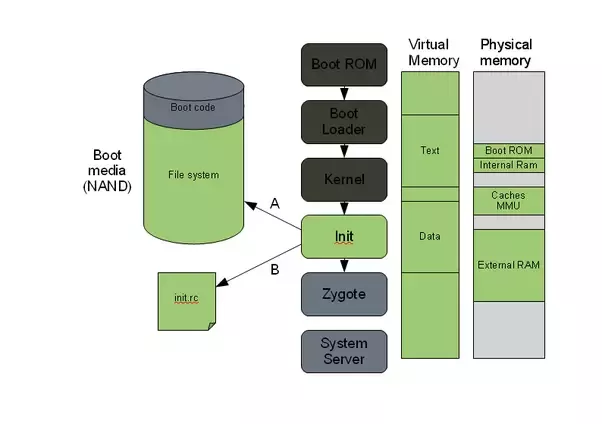 Virtual
Memory
Physical
memory
Boot ROM
Boot code
Boot
Loader
Boot
media
(NAND)
File system
Text
Boot ROM
Internal Ram
Kernel
Caches
MMU
A
Init
Data
B
External RAM
init.rc
Zygote
System
Server